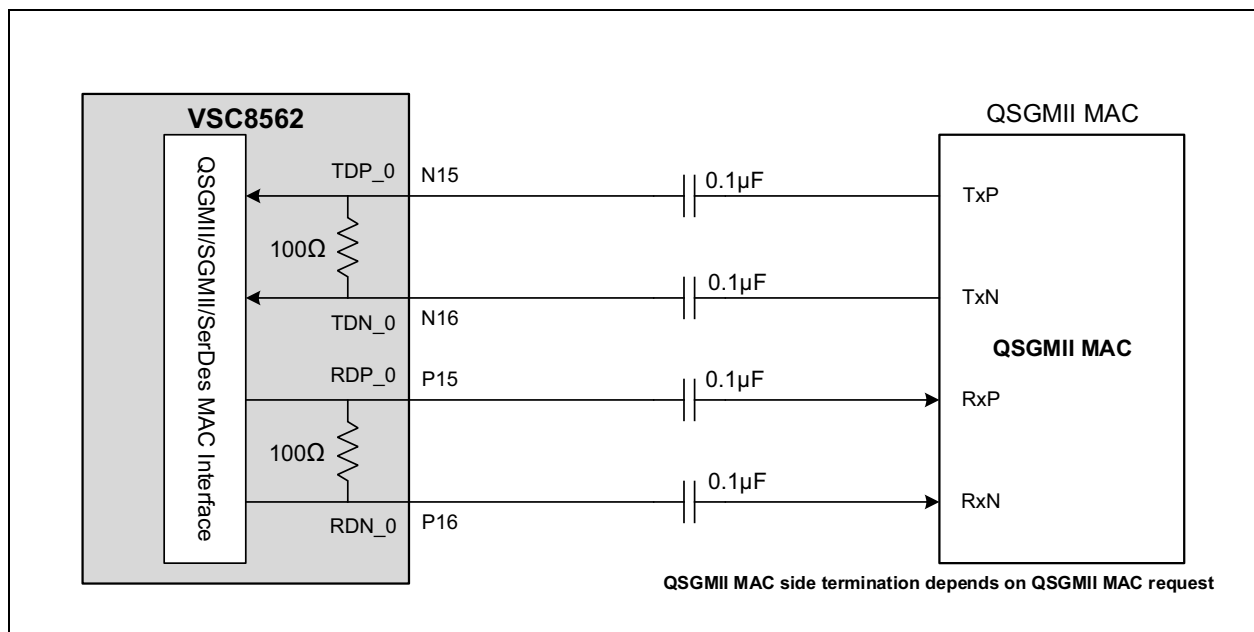 VSC8562
QSGMII MAC
QSGMII/SGMII/SerDes MAC Interface
TDP_0
N15
0.1µF
TxP
100Ω
0.1µF
TDN_0
N16
TxN
QSGMII MAC
RDP_0
P15
0.1µF
RxP
100Ω
0.1µF
RDN_0
P16
RxN
QSGMII MAC side termination depends on QSGMII MAC request